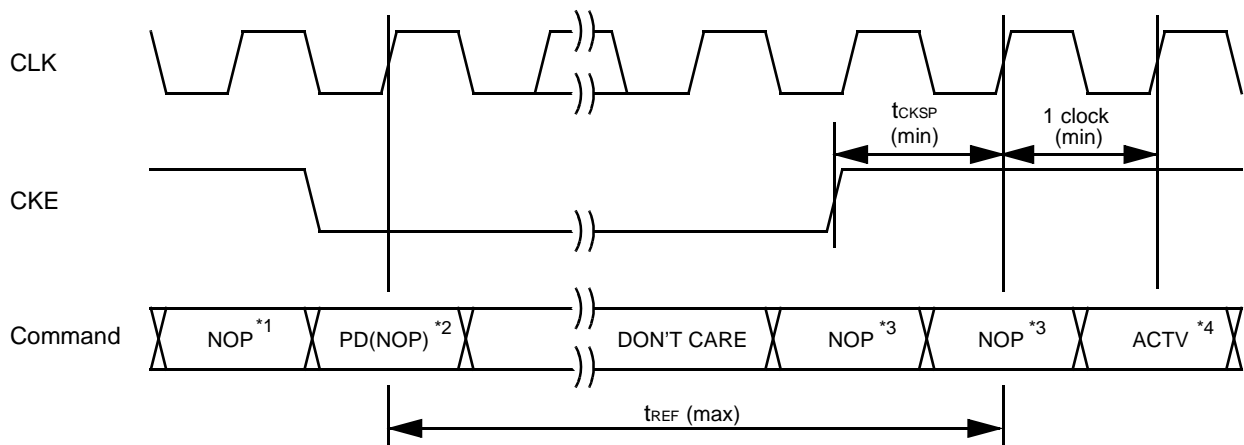 CLK
tCKSP
(min)
1 clock
(min)
CKE
Command
NOP *1
PD(NOP) *2
DON'T CARE
NOP *3
NOP *3
ACTV *4
tREF (max)